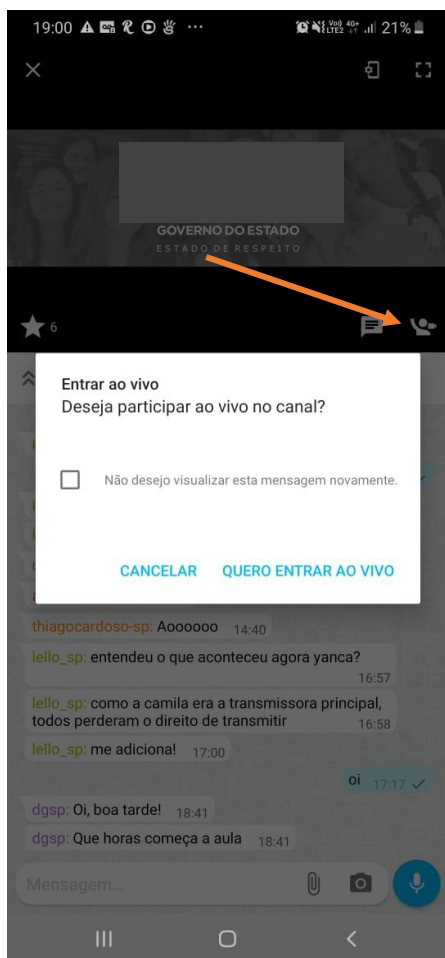 19:00
Voi) 4G+
LTE2
21%
GOVERNO DO ESTADO
ESTADO DE RESPEITO
6
Entrar ao vivo
Deseja participar ao vivo no canal?
Não desejo visualizar esta mensagem novamente.
CANCELAR QUERO ENTRAR AO VIVO
thiagocardoso-sp: Aoooooo 14:40
lello_sp: entendeu o que aconteceu agora yanca?
16:57
lello_sp: como a camila era a transmissora principal,
todos perderam o direito de transmitir 16:58
lello_sp: me adiciona! 17:00
oi 17:17
dgsp: Oi, boa tarde! 18:41
dgsp: Que horas começa a aula 18:41
Mensagem...